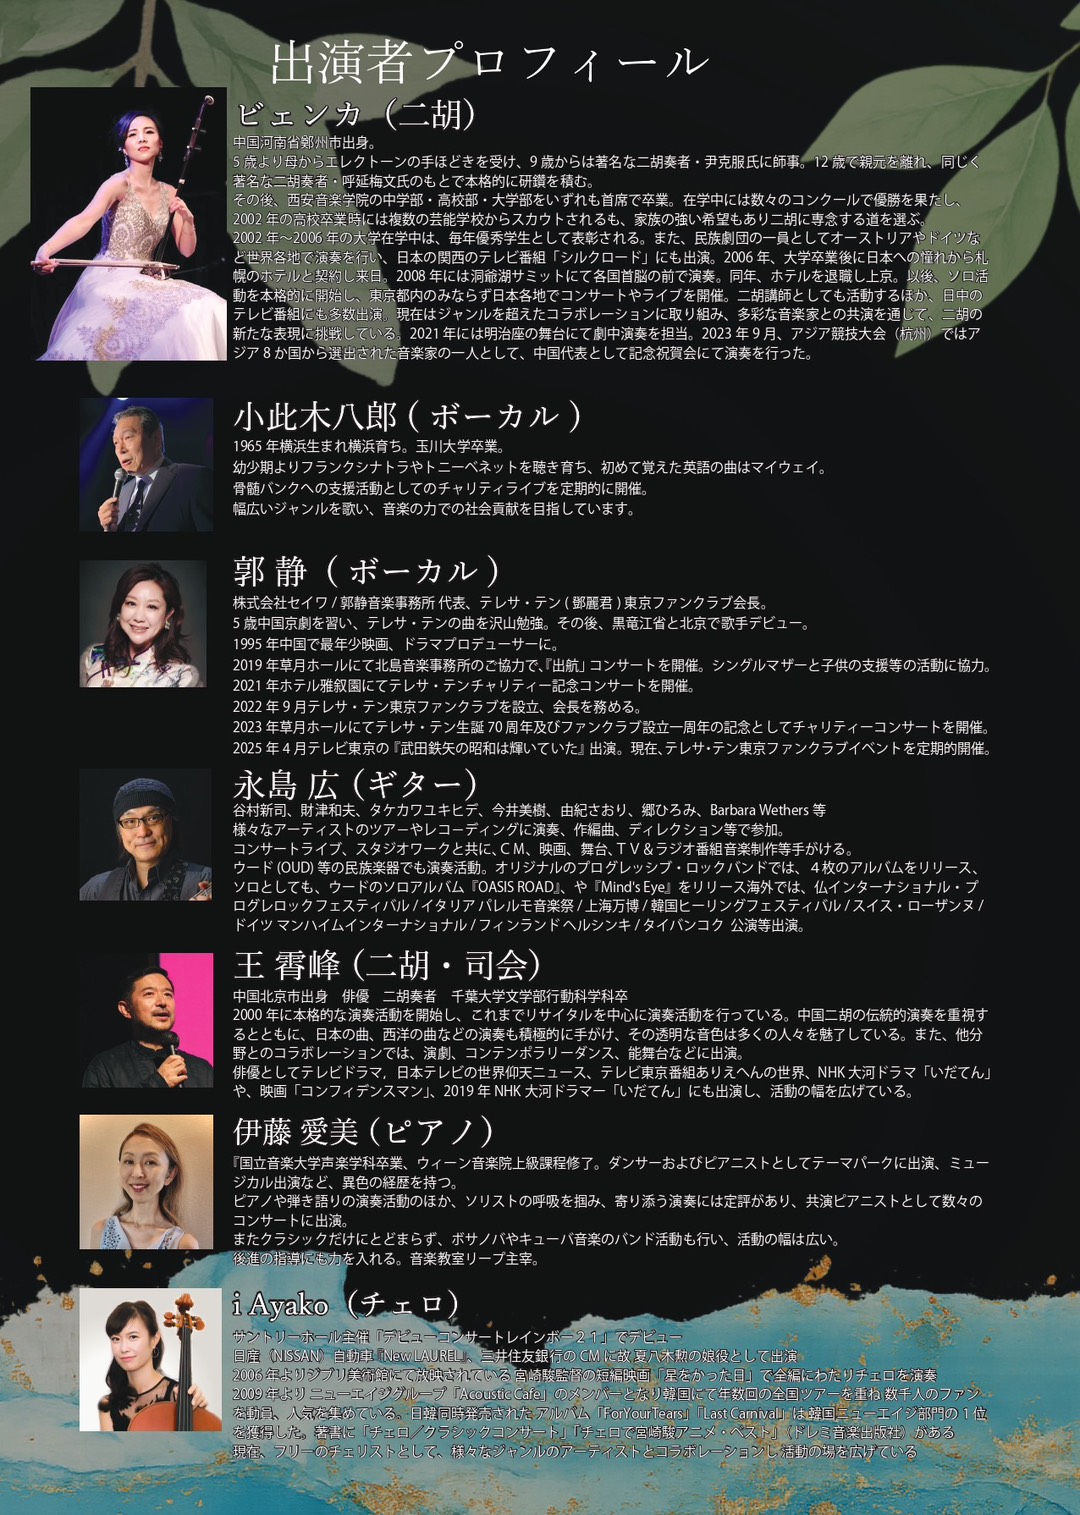 出演者プロフィール
ビェンカ（二胡）
中国河南省鄭州市出身。
5 歳より母からエレクトーンの手ほどきを受け、9 歳からは著名な二胡奏者・尹克服氏に師事。12 歳で親元を離れ、同じく
著名な二胡奏者・呼延梅文氏のもとで本格的に研鑽を積む。
その後、西安音楽学院の中学部・高校部・大学部をいずれも首席で卒業。在学中には数々のコンクールで優勝を果たし、
2002 年の高校卒業時には複数の芸能学校からスカウトされるも、家族の強い希望もあり二胡に専念する道を選ぶ。
2002 年～2006 年の大学在学中は、毎年優秀学生として表彰される。また、民族劇団の一員としてオーストリアやドイツな
ど世界各地で演奏を行い、日本の関西のテレビ番組「シルクロード」にも出演。2006 年、大学卒業後に日本への憧れから札
幌のホテルと契約し来日。2008 年には洞爺湖サミットにて各国首脳の前で演奏。同年、ホテルを退職し上京。以後、ソロ活
動を本格的に開始し、東京都内のみならず日本各地でコンサートやライブを開催。二胡講師としても活動するほか、日中の
テレビ番組にも多数出演。現在はジャンルを超えたコラボレーションに取り組み、多彩な音楽家との共演を通じて、二胡の
新たな表現に挑戦している。2021 年には明治座の舞台にて劇中演奏を担当。2023 年 9 月、アジア競技大会（杭州）ではア
ジア 8 か国から選出された音楽家の一人として、中国代表として記念祝賀会にて演奏を行った。
小此木八郎 ( ボーカル )
1965 年横浜生まれ横浜育ち。玉川大学卒業。
幼少期よりフランクシナトラやトニーベネットを聴き育ち、初めて覚えた英語の曲はマイウェイ。
骨髄バンクへの支援活動としてのチャリティライブを定期的に開催。
幅広いジャンルを歌い、音楽の力での社会貢献を目指しています。
郭 静 ( ボーカル )
株式会社セイワ / 郭静音楽事務所 代表、テレサ・テン ( 鄧麗君 ) 東京ファンクラブ会長。
5 歳中国京劇を習い、テレサ・テンの曲を沢山勉強。その後、黒竜江省と北京で歌手デビュー。
1995 年中国で最年少映画、ドラマプロデューサーに。
2019 年草月ホールにて北島音楽事務所のご協力で、『出航」コンサートを開催。シングルマザーと子供の支援等の活動に協力。
2021 年ホテル雅叙園にてテレサ・テンチャリティー記念コンサートを開催。
2022 年 9 月テレサ・テン東京ファンクラブを設立、会長を務める。
2023 年草月ホールにてテレサ・テン生誕 70 周年及びファンクラブ設立一周年の記念としてチャリティーコンサートを開催。
2025 年 4 月テレビ東京の『武田鉄矢の昭和は輝いていた』出演。現在、テレサ・テン東京ファンクラブイベントを定期的開催。
永島 広（ギター）
谷村新司、財津和夫、タケカワユキヒデ、今井美樹、由紀さおり、郷ひろみ、Barbara Wethers 等
様々なアーティストのツアーやレコーディングに演奏、作編曲、ディレクション等で参加。
コンサートライブ、スタジオワークと共に、C M、映画、舞台、T V＆ラジオ番組音楽制作等手がける。
ウード (OUD) 等の民族楽器でも演奏活動。オリジナルのプログレッシブ・ロックバンドでは、４枚のアルバムをリリース、
ソロとしても、ウードのソロアルバム『OASIS ROAD』、や『Mind's Eye』をリリース海外では、仏インターナショナル・プ
ログレロックフェスティバル / イタリア パレルモ音楽祭 / 上海万博 / 韓国ヒーリングフェスティバル / スイス・ローザンヌ /
ドイツ マンハイムインターナショナル / フィンランド ヘルシンキ / タイバンコク 公演等出演。
王 霄峰（二胡・司会）
中国北京市出身　俳優　二胡奏者　千葉大学文学部行動科学科卒
2000 年に本格的な演奏活動を開始し、これまでリサイタルを中心に演奏活動を行っている。中国二胡の伝統的演奏を重視す
るとともに、日本の曲、西洋の曲などの演奏も積極的に手がけ、その透明な音色は多くの人々を魅了している。また、他分
野とのコラボレーションでは、演劇、コンテンポラリーダンス、能舞台などに出演。
俳優としてテレビドラマ，日本テレビの世界仰天ニュース、テレビ東京番組ありえへんの世界、NHK 大河ドラマ「いだてん」
や、映画「コンフィデンスマン」、2019 年 NHK 大河ドラマー「いだてん」にも出演し、活動の幅を広げている。
伊藤 愛美（ピアノ）
『国立音楽大学声楽学科卒業、ウィーン音楽院上級課程修了。ダンサーおよびピアニストとしてテーマパークに出演、ミュー
ジカル出演など、異色の経歴を持つ。
ピアノや弾き語りの演奏活動のほか、ソリストの呼吸を掴み、寄り添う演奏には定評があり、共演ピアニストとして数々の
コンサートに出演。
またクラシックだけにとどまらず、ボサノバやキューバ音楽のバンド活動も行い、活動の幅は広い。
後進の指導にも力を入れる。音楽教室リープ主宰。
i Ayako（チェロ）
サントリーホール主催「デビューコンサートレインボー２１」でデビュー
日産（NISSAN）自動車『New LAUREL』、三井住友銀行の CM に故 夏八木勲の娘役として出演
2006 年よりジブリ美術館にて放映されている 宮崎駿監督の短編映画「星をかった日」で全編にわたりチェロを演奏
2009 年より ニューエイジグループ「Acoustic Cafe」のメンバーとなり韓国にて年数回の全国ツアーを重ね 数千人のファン
を動員、人気を集めている。日韓同時発売された アルバム「ForYourTears」「Last Carnival」は 韓国ニューエイジ部門の 1 位
を獲得した。著書に「チェロ／クラシックコンサート」「チェロで宮崎駿アニメ・ベスト」（ドレミ音楽出版社）がある
現在、フリーのチェリストとして、様々なジャンルのアーティストとコラボレーションし 活動の場を広げている